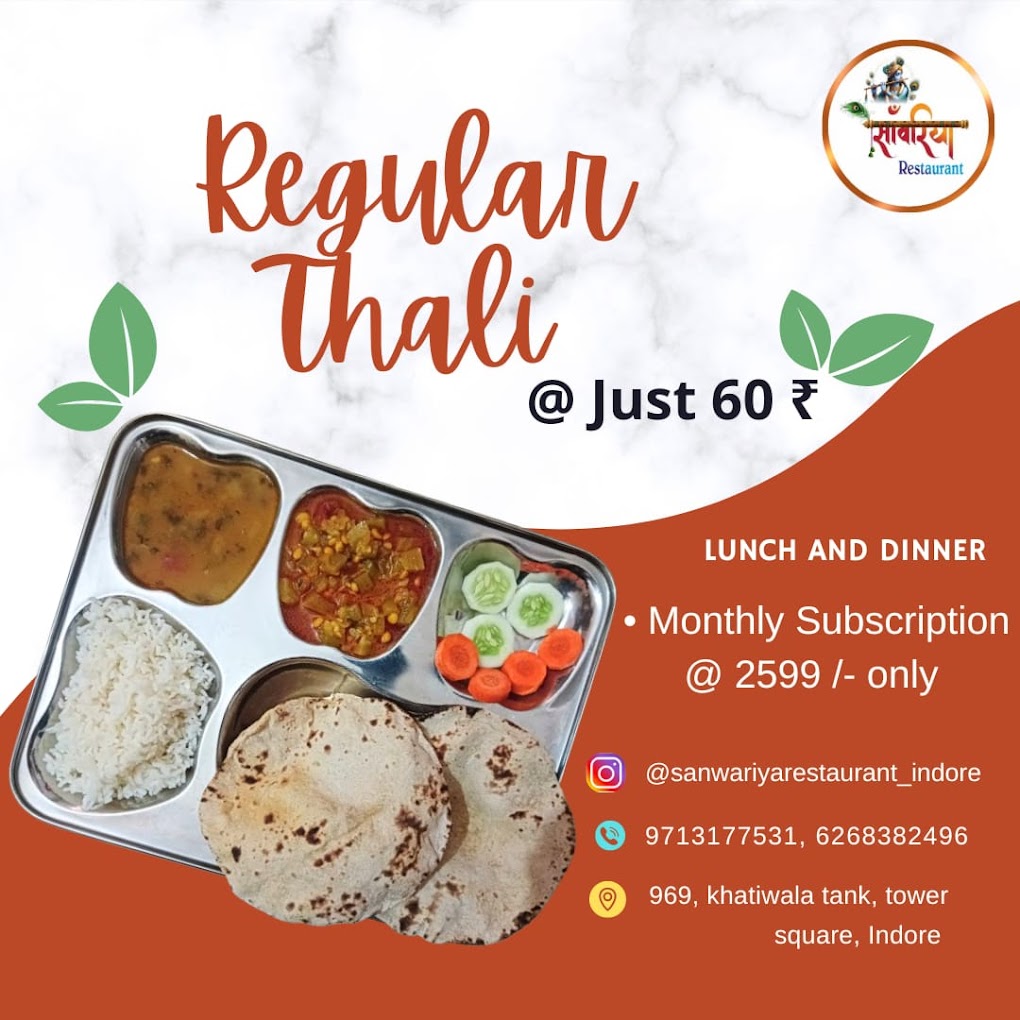 साँवरिया
Restaurant
Regular
Thali
@ Just 60 ₹
LUNCH AND DINNER
• Monthly Subscription
@ 2599 /- only
@sanwariyarestaurant_indore
9713177531, 6268382496
969, khatiwala tank, tower
square, Indore